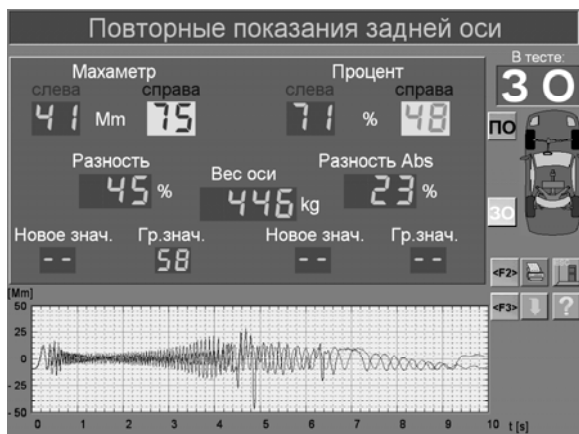 Повторные показания задней оси
В тесте:
З О
Махаметр
Процент
слева
справа
слева
справа
41 Mm 75
71 % 48
ПО
Разность
Вес оси
Разность Abs
45 %
446 kg
23 %
ЗО
Новое знач.
Гр.знач.
Новое знач.
Гр.знач.
--
58
--
--
<F2>
<F3>
?
[Mm]
50
25
0
- 25
- 50
0 1 2 3 4 5 6 7 8 9 10 t [s]